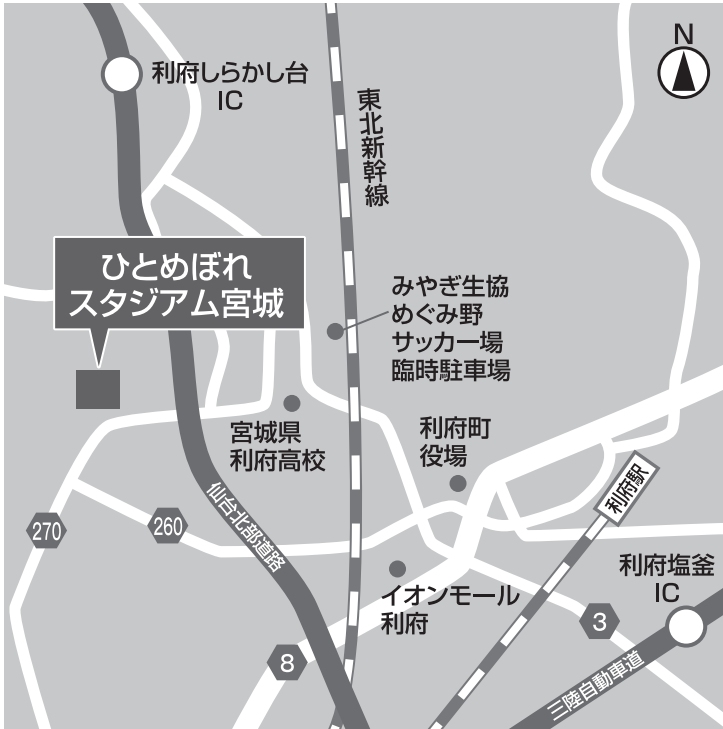 N
利府しらかし台
IC
東北新幹線
ひとめぼれ
スタジアム宮城
みやぎ生協
めぐみ野
サッカー場
臨時駐車場
宮城県
利府高校
利府町
役場
利府駅
270
260
仙台北部道路
利府塩釜
IC
イオンモール
利府
3
8
三陸自動車道